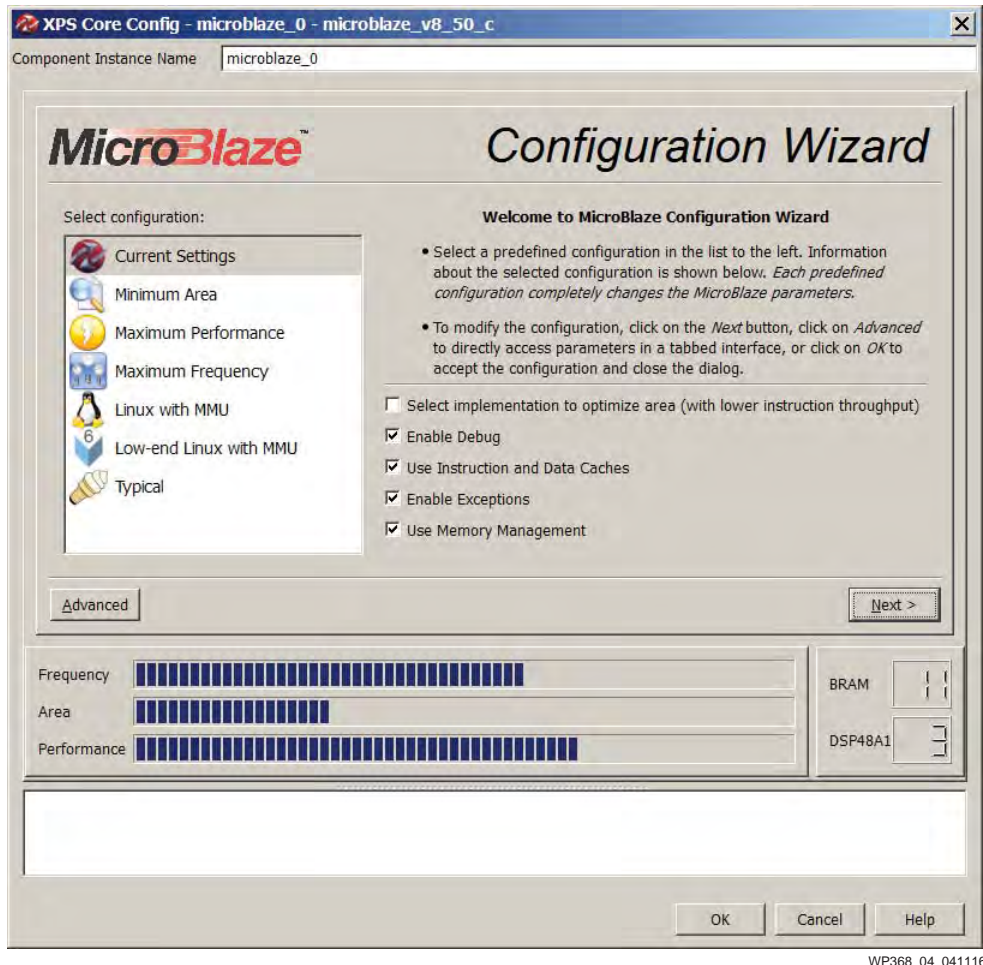 XPS Core Config - microblaze_0 - microblaze_v8_50_c
Component Instance Name microblaze_0
MicroBlaze™
Configuration Wizard
Select configuration:
Current Settings
Minimum Area
Maximum Performance
Maximum Frequency
Linux with MMU
6
Low-end Linux with MMU
Typical
Welcome to MicroBlaze Configuration Wizard
• Select a predefined configuration in the list to the left. Information
about the selected configuration is shown below. Each predefined
configuration completely changes the MicroBlaze parameters.
• To modify the configuration, click on the Next button, click on Advanced
to directly access parameters in a tabbed interface, or click on OK to
accept the configuration and close the dialog.
Select implementation to optimize area (with lower instruction throughput)
Enable Debug
Use Instruction and Data Caches
Enable Exceptions
Use Memory Management
Advanced
Next >
Frequency
Area
Performance
BRAM 11
DSP48A1 3
OK
Cancel
Help
WP368_04_041116